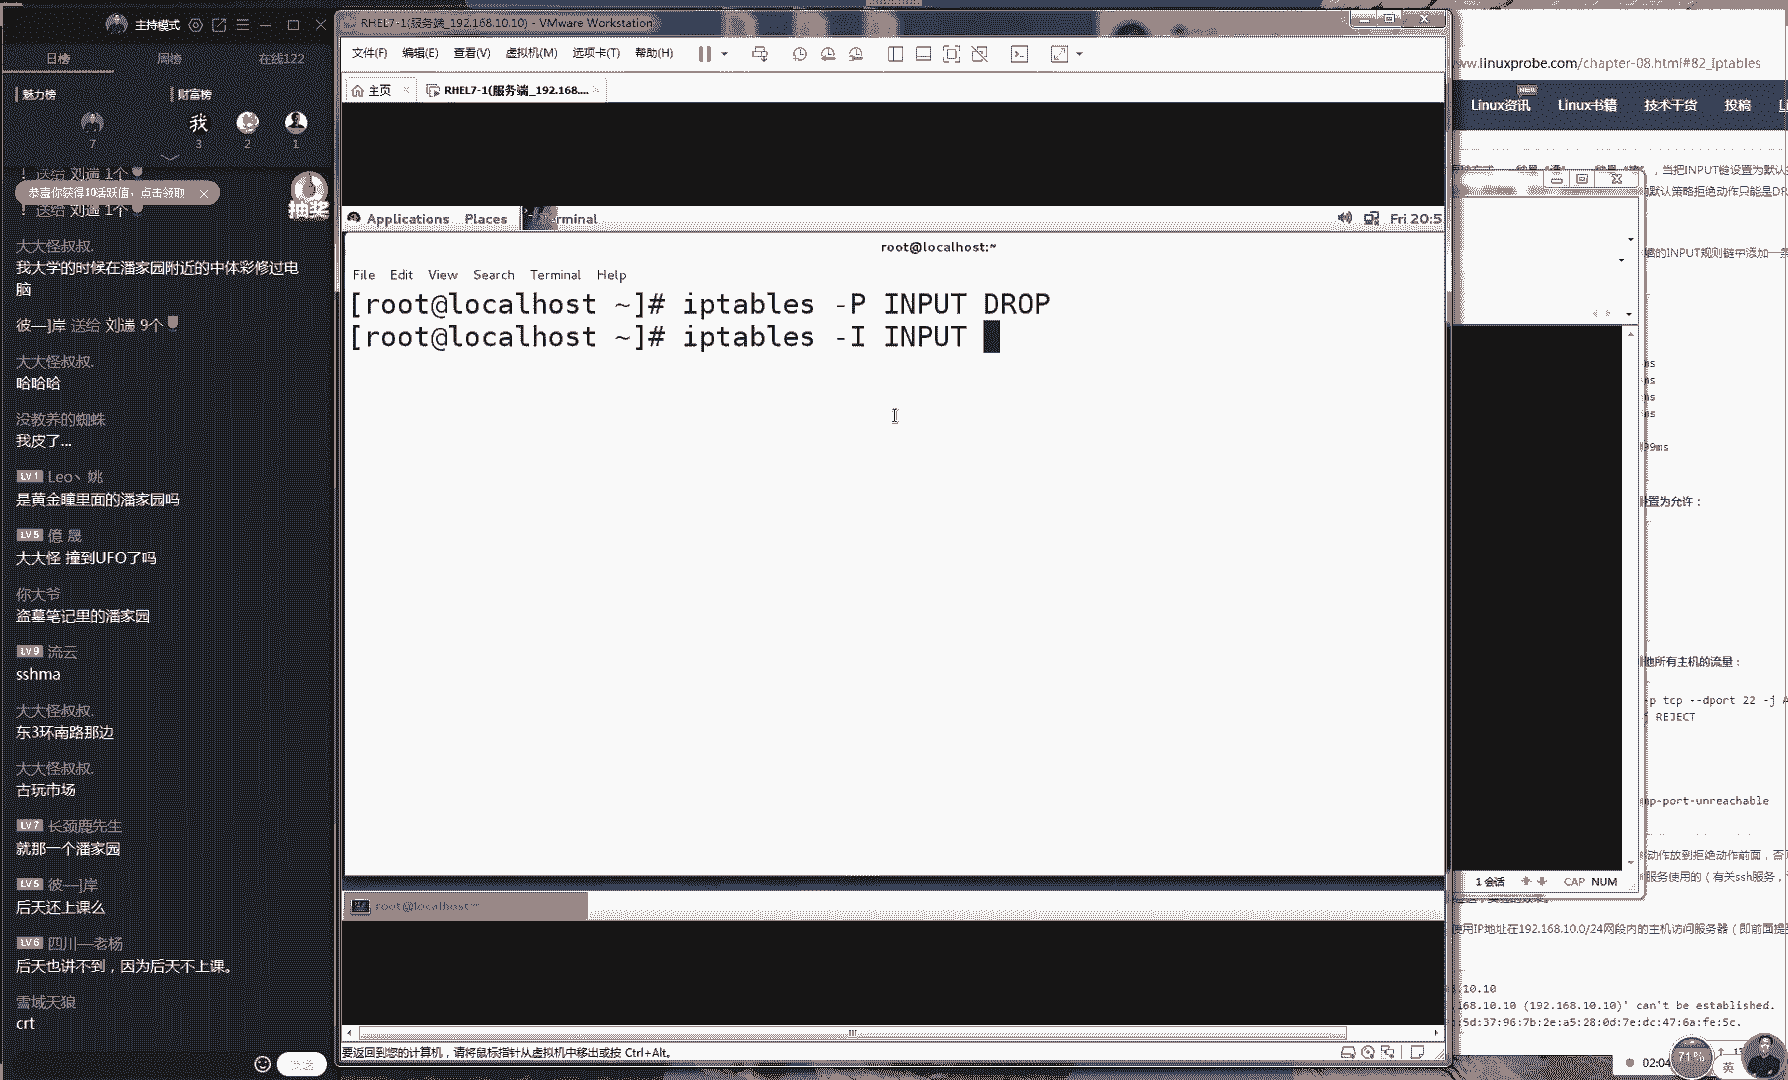 主持模式
日榜 周榜 在线122
魅力榜 财富榜
我
7 3 2 1
！ 送给 刘遄 1个
恭喜你获得10活跃值，点击领取
！ 送给 刘遄 1个
抽奖
大大怪叔叔.
我大学的时候在潘家园附近的中体彩修过电
脑
彼—]岸 送给 刘遄 9个
大大怪叔叔.
哈哈哈
没教养的蜘蛛
我皮了...
LV1 Leo丶姚
是黄金瞳里面的潘家园吗
LV5 億 晟
大大怪 撞到UFO了吗
你大爷
盗墓笔记里的潘家园
LV9 流云
sshma
大大怪叔叔.
东3环南路那边
大大怪叔叔.
古玩市场
LV7 长颈鹿先生
就那一个潘家园
LV5 彼—]岸
后天还上课么
LV6 四川—老杨
后天也讲不到，因为后天不上课。
雪域天狼
crt
RHEL7-1(服务端_192.168.10.10) - VMware Workstation
文件(F) 编辑(E) 查看(V) 虚拟机(M) 选项卡(T) 帮助(H)
主页 RHEL7-1(服务端_192.168....
Applications Places rminal Fri 20:5
root@localhost:~
File Edit View Search Terminal Help
[root@localhost ~]# iptables -P INPUT DROP
[root@localhost ~]# iptables -I INPUT
root@localhost:~
要返回到您的计算机，请将鼠标指针从虚拟机中移出或按 Ctrl+Alt。
ww.linuxprobe.com/chapter-08.html#82_Iptables
NEW
Linux资讯 Linux书籍 技术干货 投稿
，当把INPUT链设置为默认
默认策略拒绝动作只能是DR
的INPUT规则链中添加一条
ms
ms
ms
ms
99ms
置为允许：
他所有主机的流量：
-p tcp --dport 22 -j A
j REJECT
mp-port-unreachable
动作放到拒绝动作前面，否
1 会话 CAP NUM
服务使用的（有关ssh服务，
使用IP地址在192.168.10.0/24网段内的主机访问服务器（即前面提
.10.10
168.10.10 (192.168.10.10)' can't be established.
:5d:37:96:7b:2e:a5:28:0d:7e:dc:47:6a:fe:5c.
02:04
71%
英